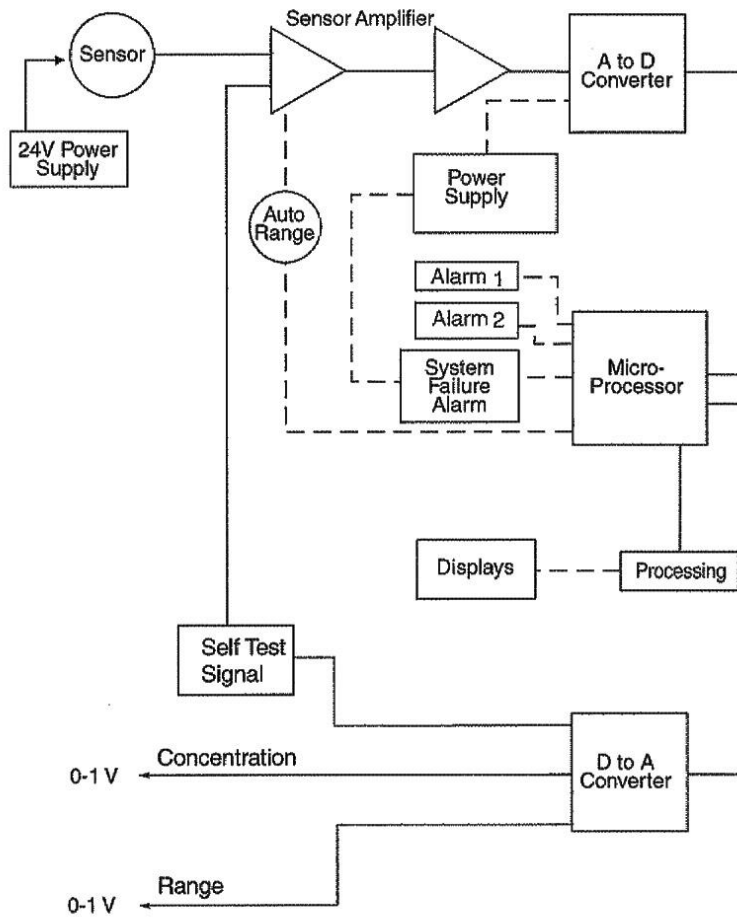 Sensor Amplifier
Sensor
A to D
Converter
24V Power
Supply
Power
Supply
Auto
Range
Alarm 1
Alarm 2
System
Failure
Alarm
Micro-
Processor
Displays
Processing
Self Test
Signal
D to A
Converter
Concentration
0-1 V
Range
0-1 V